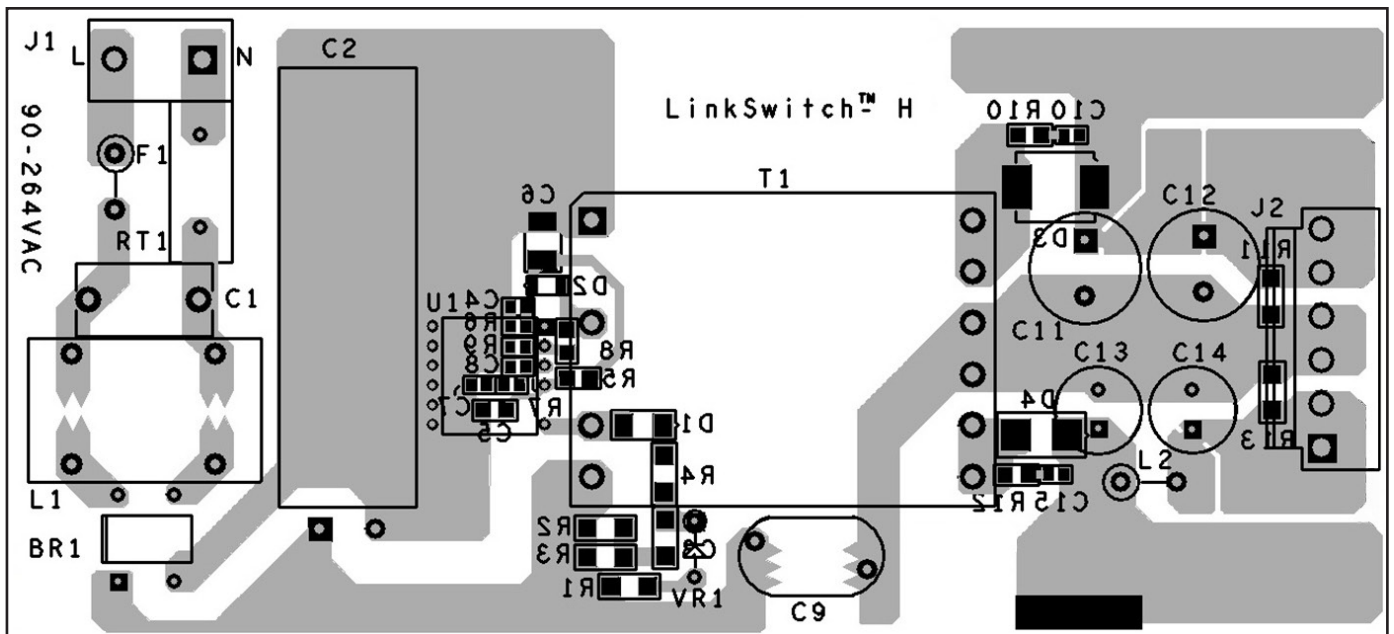 J1
L
N
C2
LinkSwitch™- H
R10
C10
90-264VAC
F1
T1
C6
C12
J2
RT1
D3
R11
D2
C1
U1
C4
R6
C11
R9
R8
C8
C13
C14
R5
C7
R7
D4
C5
D1
R13
L2
R4
L1
R12
C15
R2
BR1
R3
C3
R1
VR1
C9